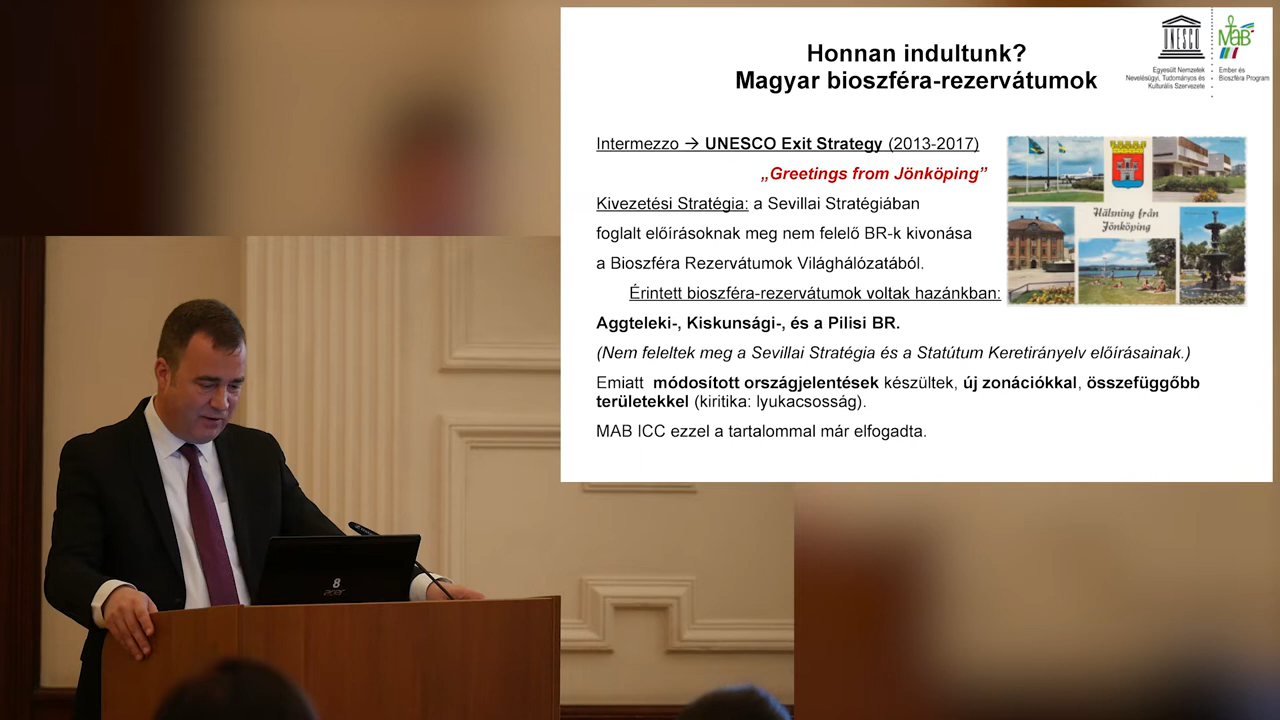 Honnan indultunk?
Magyar bioszféra-rezervátumok
UNESCO
MaB
Egyesült Nemzetek
Nevelésügyi, Tudományos és
Kulturális Szervezete
Ember és
Bioszféra Program
Intermezzo → UNESCO Exit Strategy (2013-2017)
„Greetings from Jönköping”
Kivezetési Stratégia: a Sevillai Stratégiában
foglalt előírásoknak meg nem felelő BR-k kivonása
a Bioszféra Rezervátumok Világhálózatából.
Érintett bioszféra-rezervátumok voltak hazánkban:
Aggteleki-, Kiskunsági-, és a Pilisi BR.
(Nem feleltek meg a Sevillai Stratégia és a Statútum Keretirányelv előírásainak.)
Emiatt módosított országjelentések készültek, új zonációkkal, összefüggőbb
területekkel (kiritika: lyukacsosság).
MAB ICC ezzel a tartalommal már elfogadta.
Hälsning från
Jönköping
8
acer